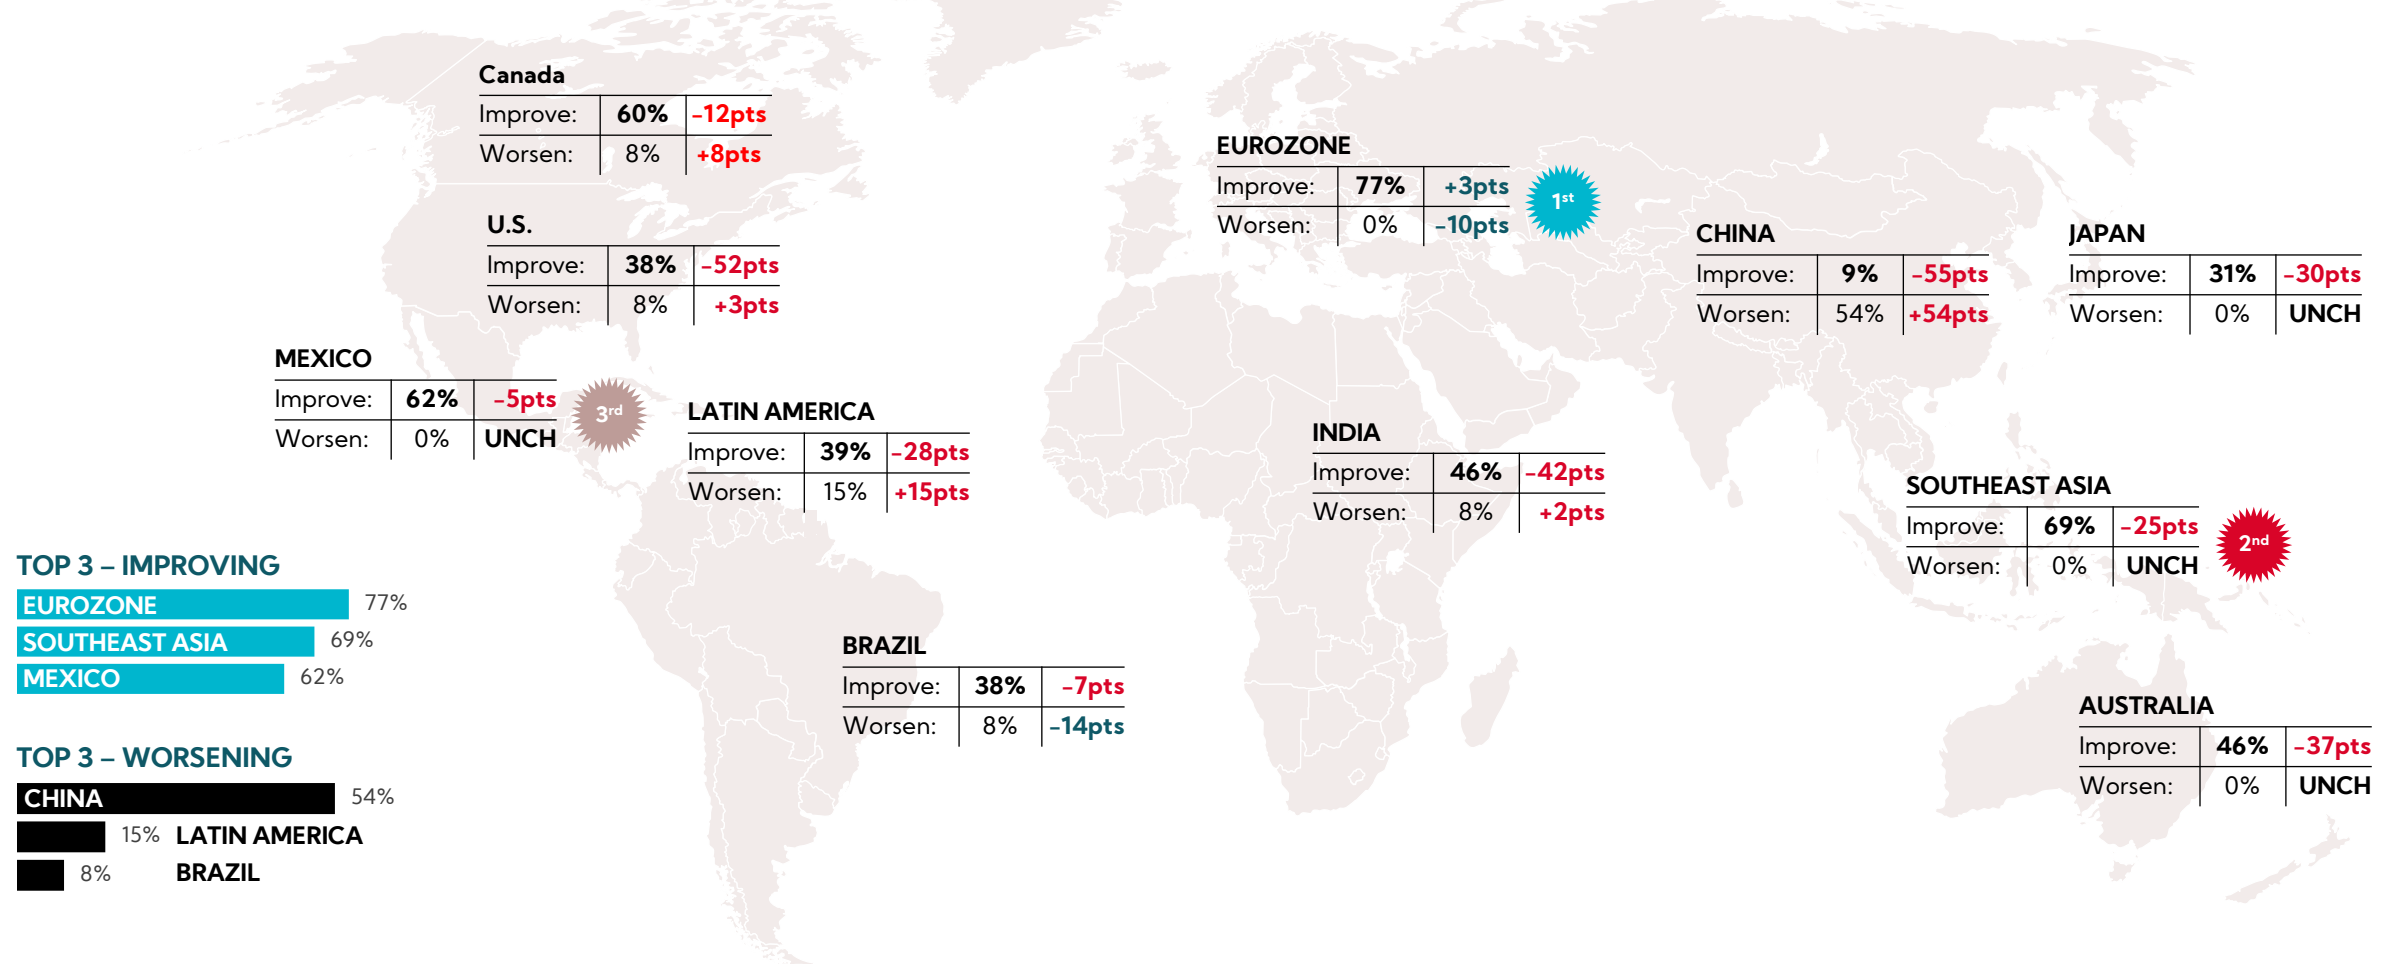 Canada
Improve: 60% -12pts
Worsen: 8% +8pts
U.S.
Improve: 38% -52pts
Worsen: 8% +3pts
MEXICO
Improve: 62% -5pts
Worsen: 0% UNCH
3rd
LATIN AMERICA
Improve: 39% -28pts
Worsen: 15% +15pts
BRAZIL
Improve: 38% -7pts
Worsen: 8% -14pts
EUROZONE
Improve: 77% +3pts
Worsen: 0% -10pts
1st
INDIA
Improve: 46% -42pts
Worsen: 8% +2pts
CHINA
Improve: 9% -55pts
Worsen: 54% +54pts
JAPAN
Improve: 31% -30pts
Worsen: 0% UNCH
SOUTHEAST ASIA
Improve: 69% -25pts
Worsen: 0% UNCH
2nd
AUSTRALIA
Improve: 46% -37pts
Worsen: 0% UNCH
TOP 3 – IMPROVING
EUROZONE 77%
SOUTHEAST ASIA 69%
MEXICO 62%
TOP 3 – WORSENING
CHINA 54%
15% LATIN AMERICA
8% BRAZIL